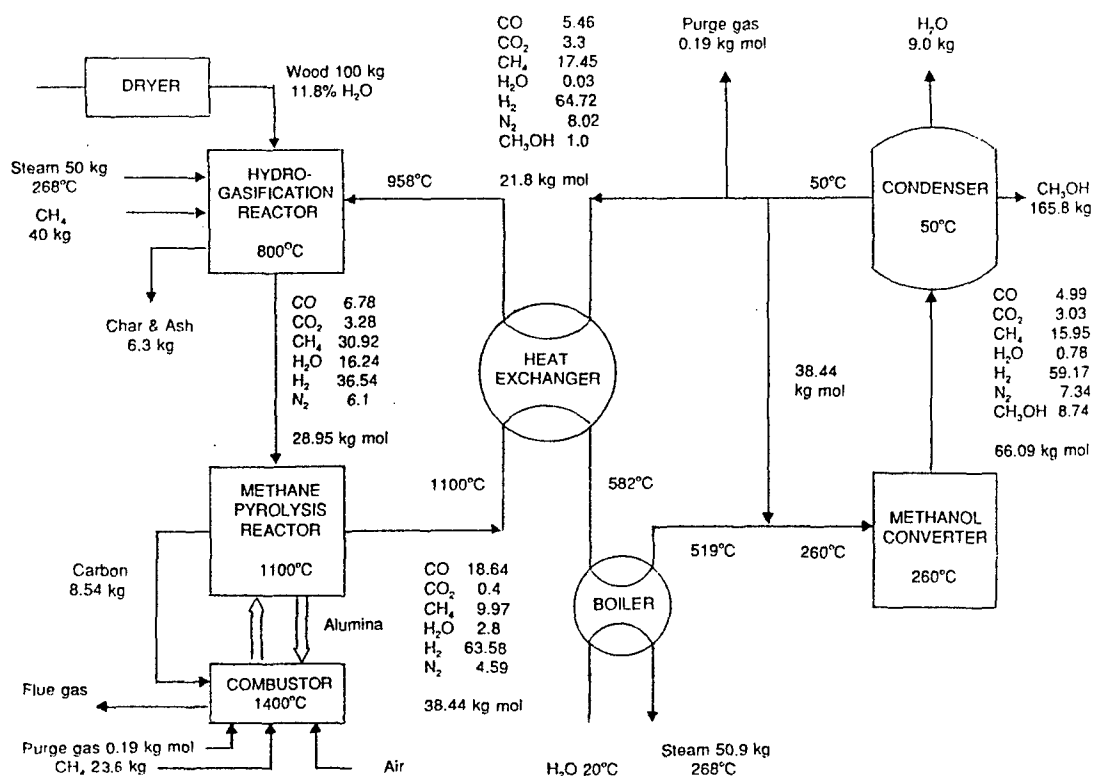 DRYER
Wood 100 kg
11.8% H₂O
Steam 50 kg
268°C
CH₄
40 kg
HYDRO-
GASIFICATION
REACTOR
800°C
Char & Ash
6.3 kg
CO 6.78
CO₂ 3.28
CH₄ 30.92
H₂O 16.24
H₂ 36.54
N₂ 6.1
28.95 kg mol
METHANE
PYROLYSIS
REACTOR
1100°C
Carbon
8.54 kg
Alumina
COMBUSTOR
1400°C
Flue gas
Purge gas 0.19 kg mol
CH₄ 23.6 kg
Air
CO 5.46
CO₂ 3.3
CH₄ 17.45
H₂O 0.03
H₂ 64.72
N₂ 8.02
CH₃OH 1.0
21.8 kg mol
958°C
HEAT
EXCHANGER
1100°C
582°C
CO 18.64
CO₂ 0.4
CH₄ 9.97
H₂O 2.8
H₂ 63.58
N₂ 4.59
38.44 kg mol
BOILER
H₂O 20°C
Steam 50.9 kg
268°C
519°C
260°C
Purge gas
0.19 kg mol
50°C
38.44
kg mol
H₂O
9.0 kg
CONDENSER
50°C
CH₃OH
165.8 kg
CO 4.99
CO₂ 3.03
CH₄ 15.95
H₂O 0.78
H₂ 59.17
N₂ 7.34
CH₃OH 8.74
66.09 kg mol
METHANOL
CONVERTER
260°C